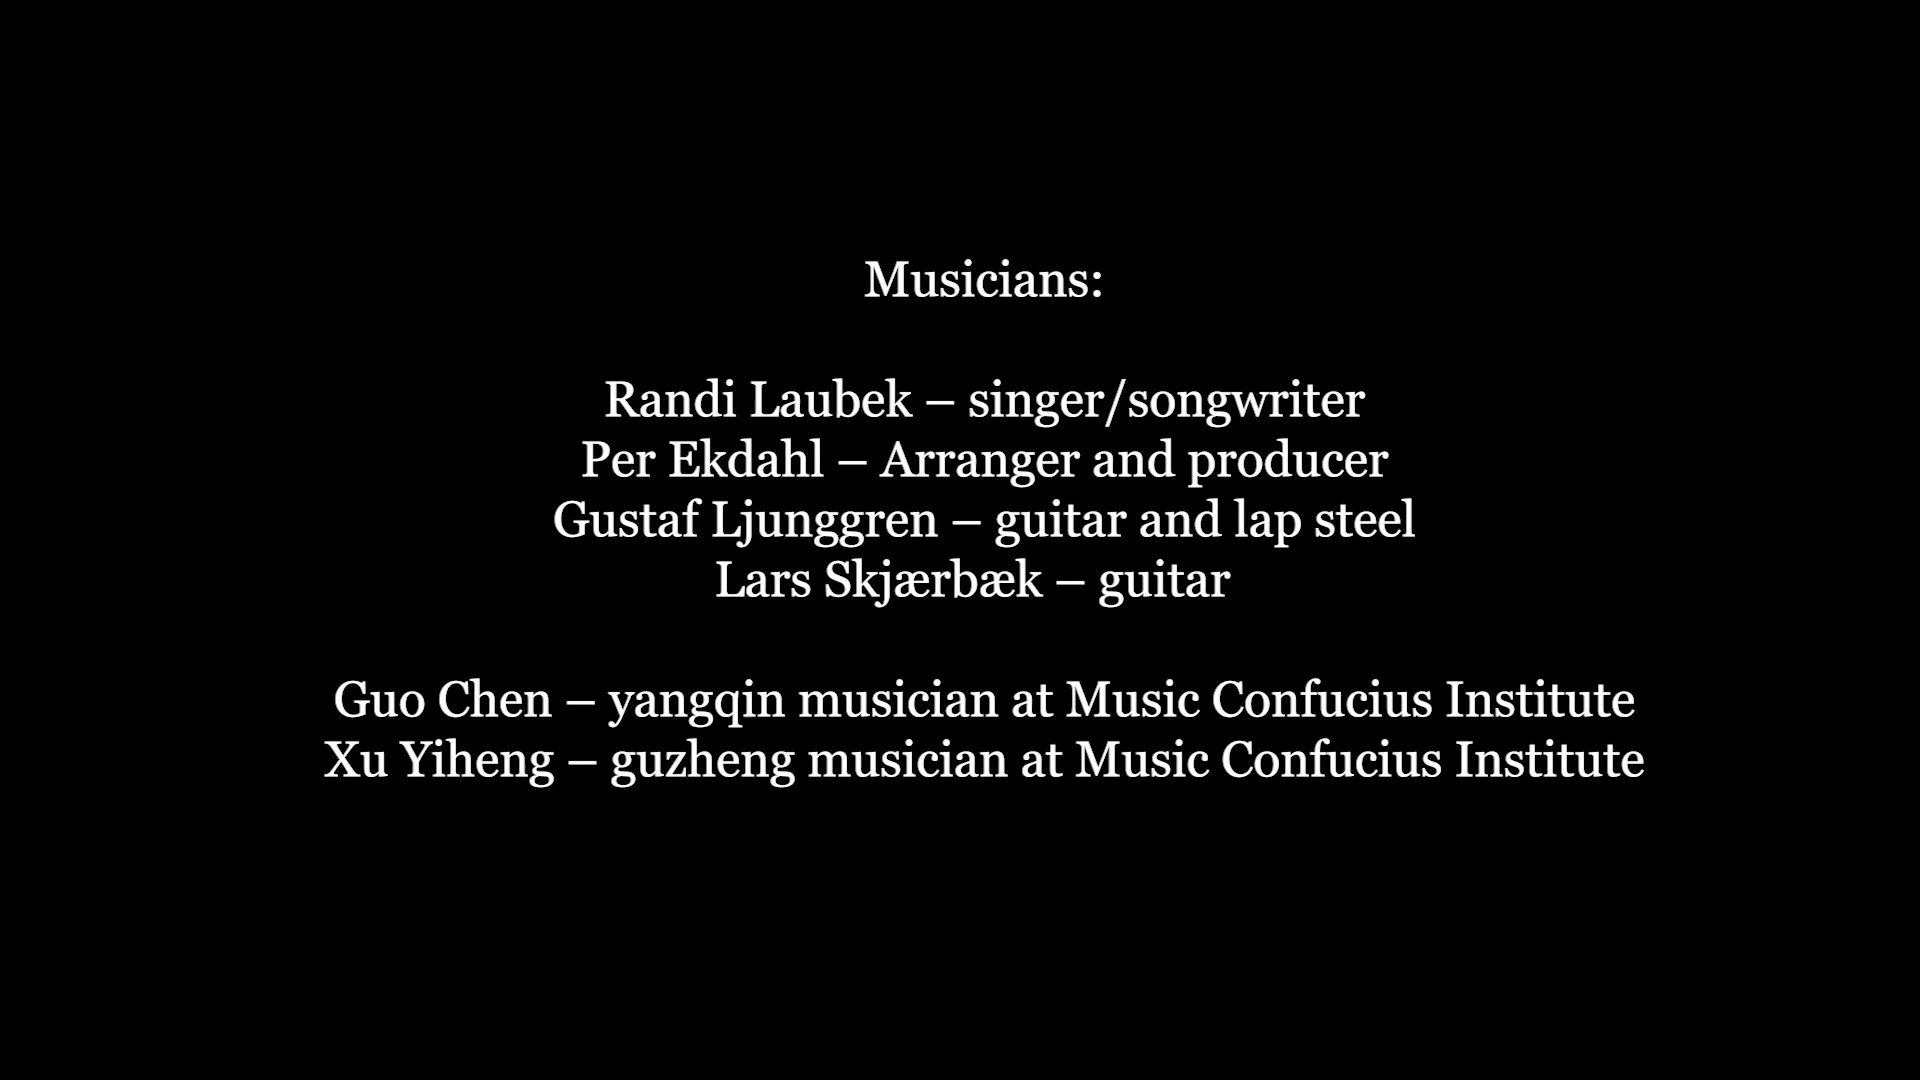 Musicians:
Randi Laubek – singer/songwriter
Per Ekdahl – Arranger and producer
Gustaf Ljunggren – guitar and lap steel
Lars Skjærbæk – guitar
Guo Chen – yangqin musician at Music Confucius Institute
Xu Yiheng – guzheng musician at Music Confucius Institute